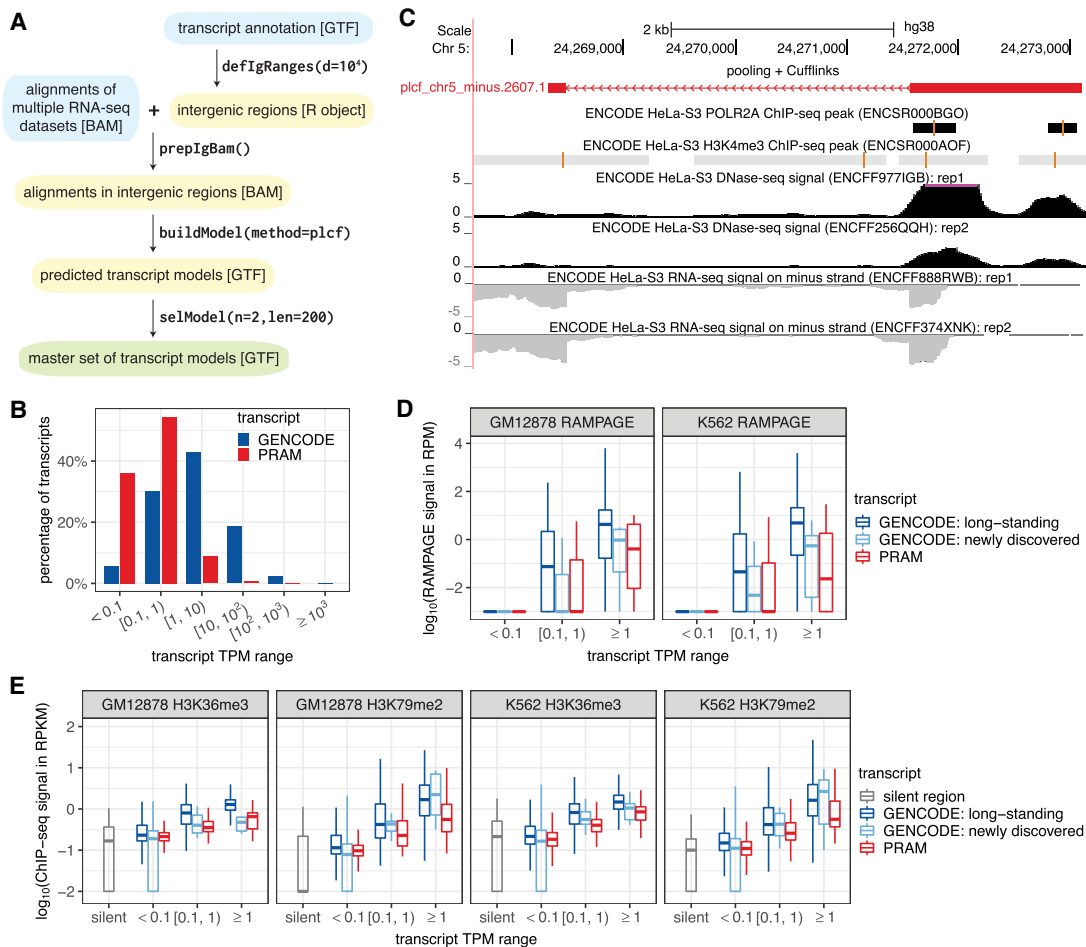 A
transcript annotation [GTF]
defIgRanges(d=10⁴)
alignments of
multiple RNA-seq
datasets [BAM]
+
intergenic regions [R object]
prepIgBam()
alignments in intergenic regions [BAM]
buildModel(method=plcf)
predicted transcript models [GTF]
selModel(n=2,len=200)
master set of transcript models [GTF]
C
Scale
2 kb
hg38
Chr 5:
24,269,000
24,270,000
24,271,000
24,272,000
24,273,000
pooling + Cufflinks
plcf_chr5_minus.2607.1
ENCODE HeLa-S3 POLR2A ChIP-seq peak (ENCSR000BGO)
ENCODE HeLa-S3 H3K4me3 ChIP-seq peak (ENCSR000AOF)
ENCODE HeLa-S3 DNase-seq signal (ENCFF977IGB): rep1
5
0
ENCODE HeLa-S3 DNase-seq signal (ENCFF256QQH): rep2
5
0
ENCODE HeLa-S3 RNA-seq signal on minus strand (ENCFF888RWB): rep1
0
-5
ENCODE HeLa-S3 RNA-seq signal on minus strand (ENCFF374XNK): rep2
0
-5
B
percentage of transcripts
40%
20%
0%
transcript
GENCODE
PRAM
< 0.1
[0.1, 1)
[1, 10)
[10, 10²)
[10², 10³)
≥ 10³
transcript TPM range
D
GM12878 RAMPAGE
K562 RAMPAGE
log₁₀(RAMPAGE signal in RPM)
4
2
0
−2
< 0.1
[0.1, 1)
≥ 1
< 0.1
[0.1, 1)
≥ 1
transcript TPM range
transcript
GENCODE: long−standing
GENCODE: newly discovered
PRAM
E
GM12878 H3K36me3
GM12878 H3K79me2
K562 H3K36me3
K562 H3K79me2
log₁₀(ChIP−seq signal in RPKM)
2
1
0
−1
−2
silent
< 0.1
[0.1, 1)
≥ 1
silent
< 0.1
[0.1, 1)
≥ 1
silent
< 0.1
[0.1, 1)
≥ 1
silent
< 0.1
[0.1, 1)
≥ 1
transcript TPM range
transcript
silent region
GENCODE: long−standing
GENCODE: newly discovered
PRAM